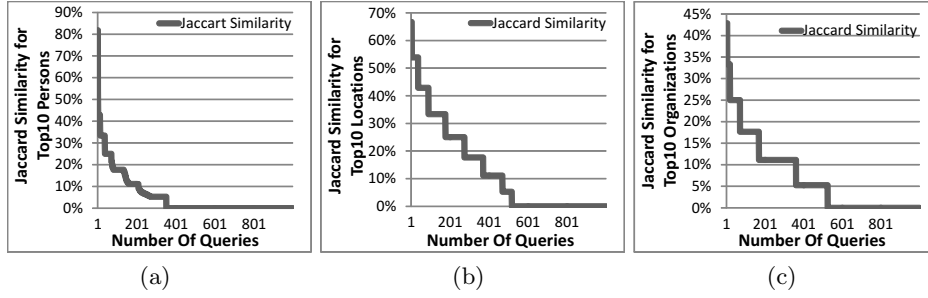 Jaccard Similarity for
Top10 Persons
90%
80%
70%
60%
50%
40%
30%
20%
10%
0%
Jaccart Similarity
1 201 401 601 801
Number Of Queries
(a)
Jaccard Similarity for
Top10 Locations
70%
60%
50%
40%
30%
20%
10%
0%
Jaccard Similarity
1 201 401 601 801
Number Of Queries
(b)
Jaccard Similarity for
Top10 Organizations
45%
40%
35%
30%
25%
20%
15%
10%
5%
0%
Jaccard Similarity
1 201 401 601 801
Number Of Queries
(c)